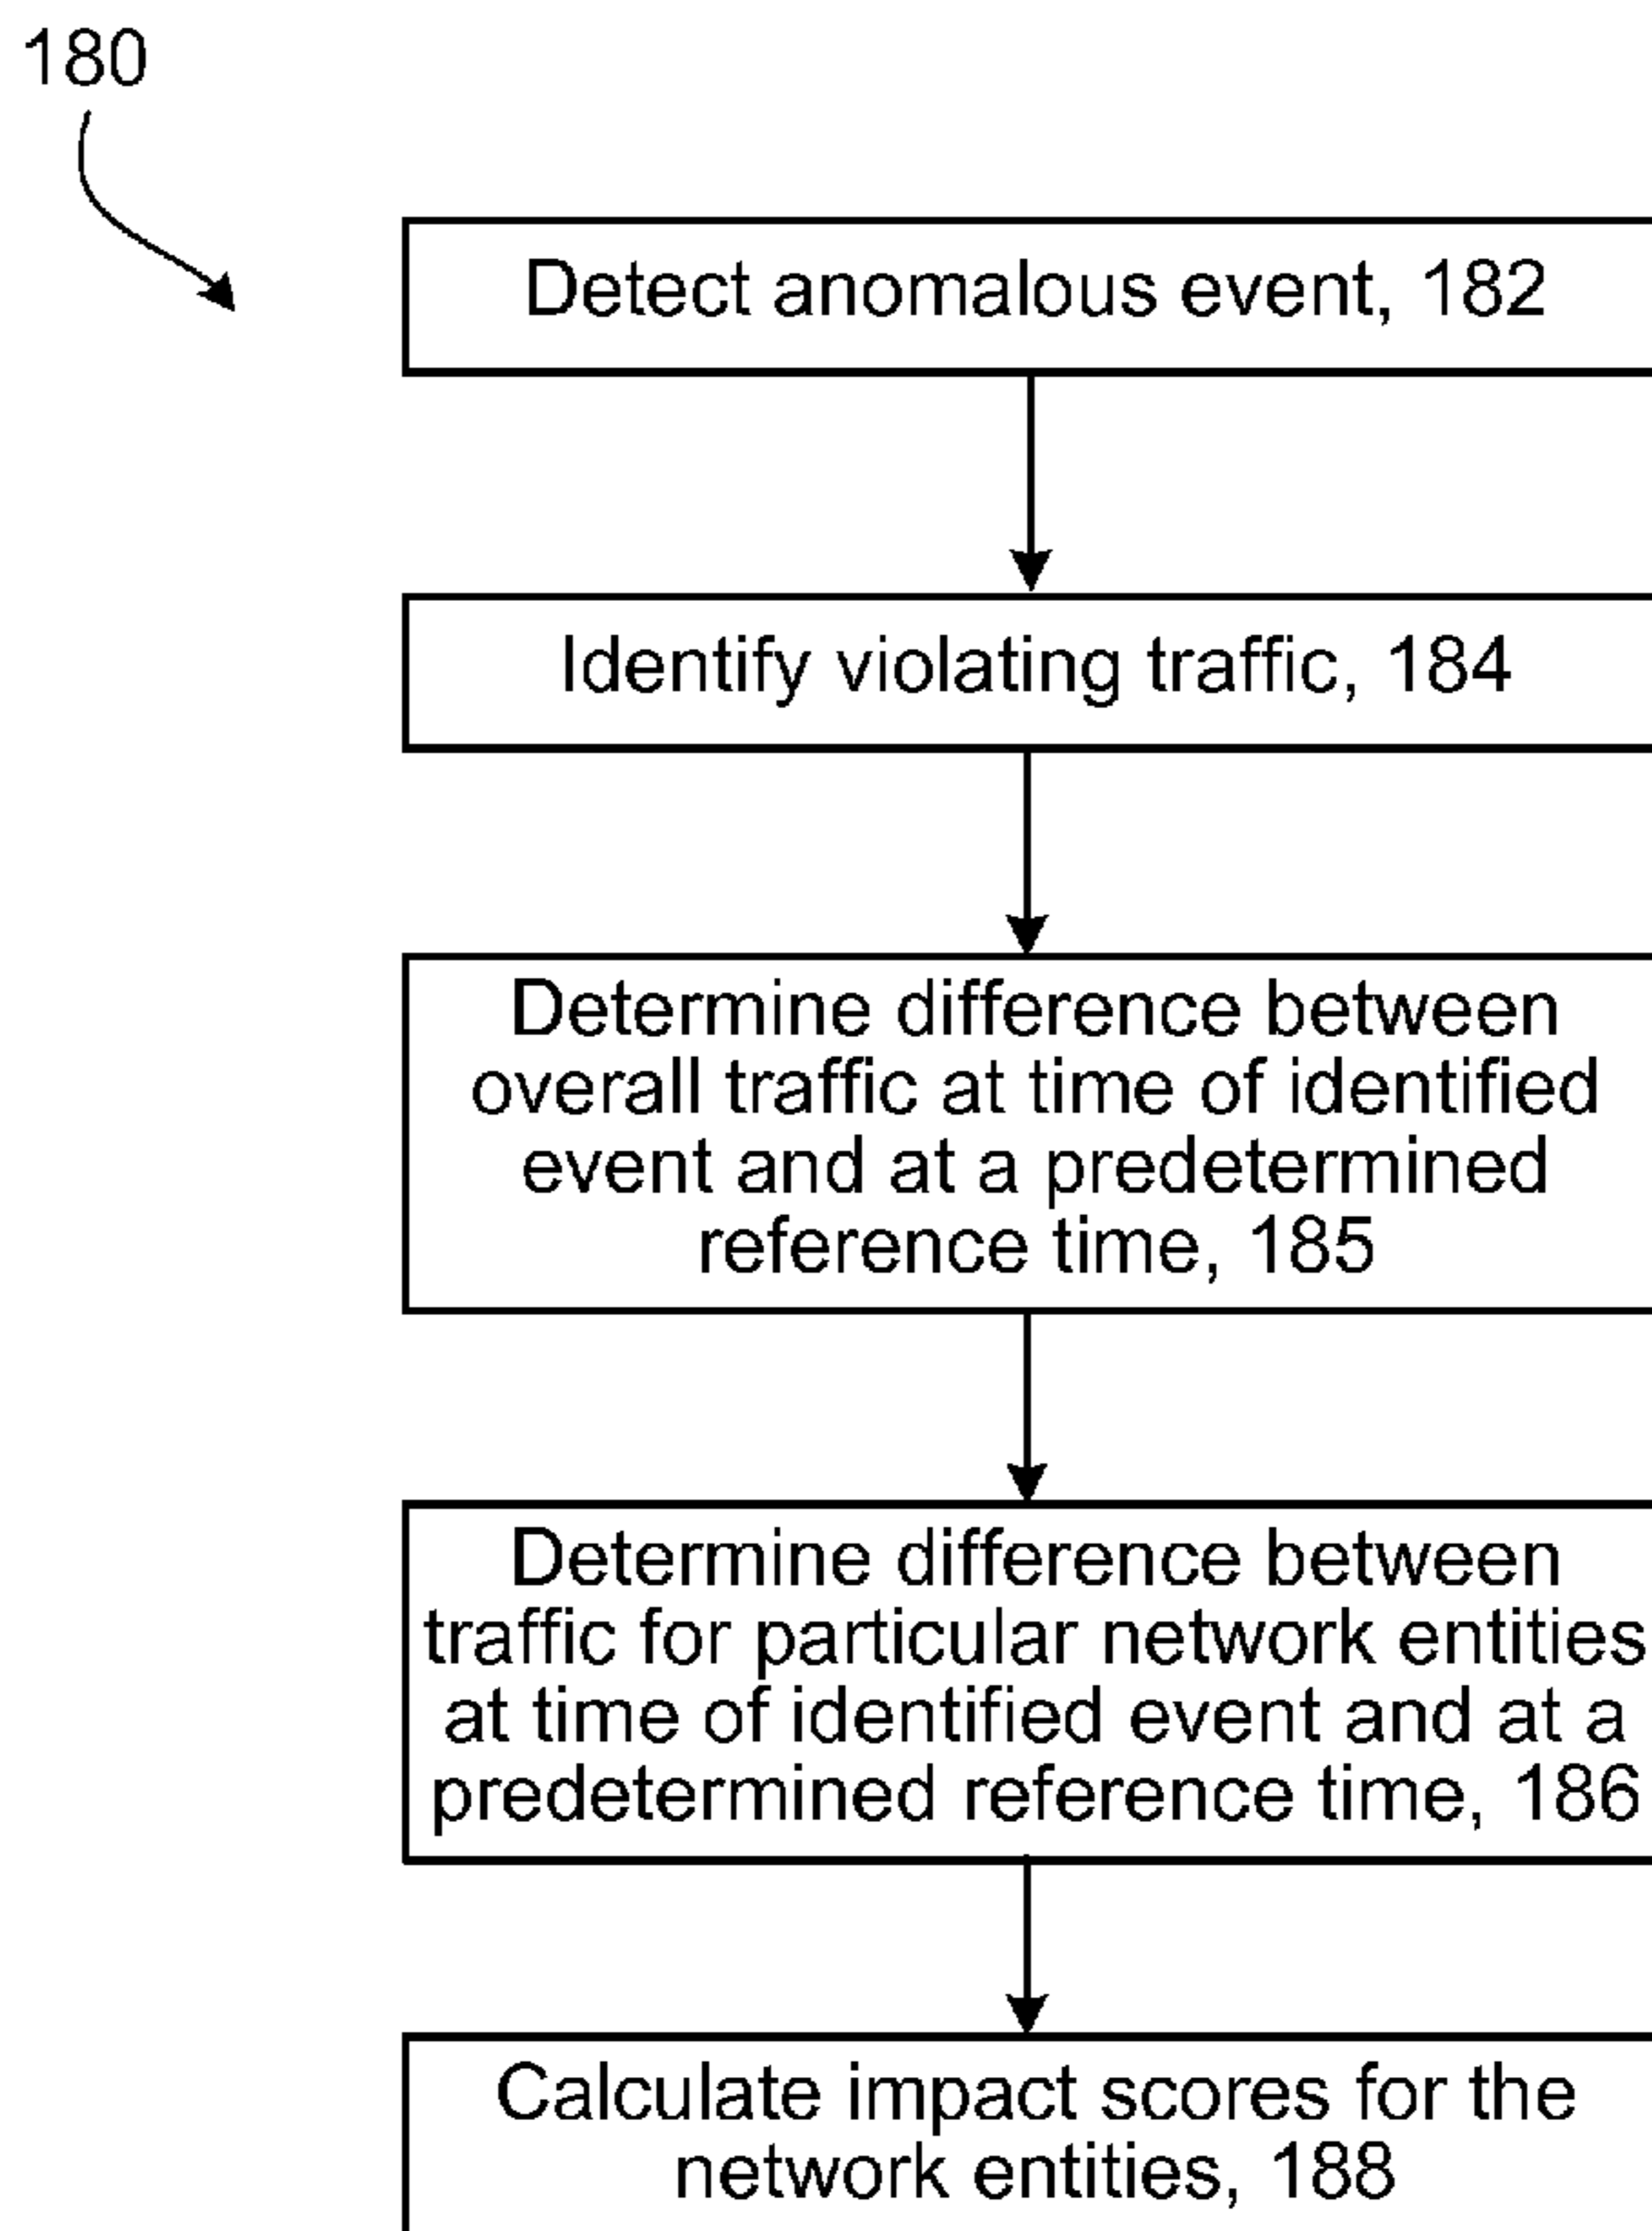 180
Detect anomalous event, 182
Identify violating traffic, 184
Determine difference between
overall traffic at time of identified
event and at a predetermined
reference time, 185
Determine difference between
traffic for particular network entities
at time of identified event and at a
predetermined reference time, 186
Calculate impact scores for the
network entities, 188